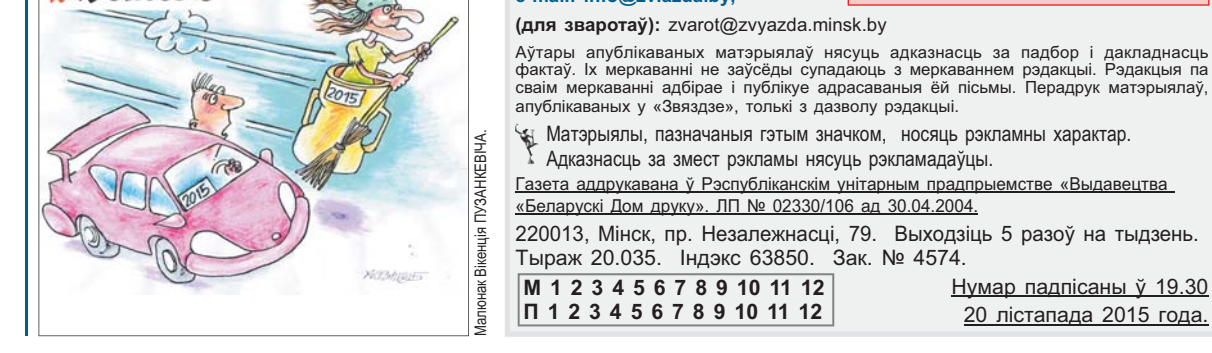 2015
2015
Малюнак Вікенція ПУЗАНКЕВІЧА.
(для зваротаў): zvarot@zvyazda.minsk.by
Аўтары апублікаваных матэрыялаў нясуць адказнасць за падбор і дакладнасць
фактаў. Іх меркаванні не заўсёды супадаюць з меркаваннем рэдакцыі. Рэдакцыя па
сваім меркаванні адбірае і публікуе адрасаваныя ёй пісьмы. Перадрук матэрыялаў,
апублікаваных у «Звяздзе», толькі з дазволу рэдакцыі.
Матэрыялы, пазначаныя гэтым значком, носяць рэкламны характар.
Адказнасць за змест рэкламы нясуць рэкламадаўцы.
Газета аддрукавана ў Рэспубліканскім унітарным прадпрыемстве «Выдавецтва
«Беларускі Дом друку». ЛП № 02330/106 ад 30.04.2004.
220013, Мінск, пр. Незалежнасці, 79. Выходзіць 5 разоў на тыдзень.
Тыраж 20.035. Індэкс 63850. Зак. № 4574.
М 1 2 3 4 5 6 7 8 9 10 11 12
П 1 2 3 4 5 6 7 8 9 10 11 12
Нумар падпісаны ў 19.30
20 лістапада 2015 года.